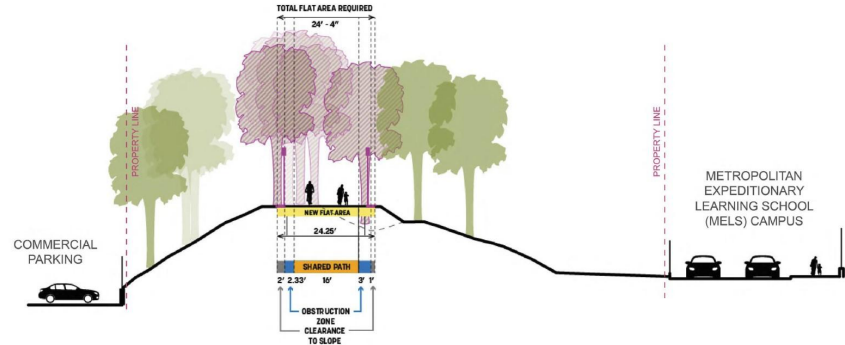 TOTAL FLAT AREA REQUIRED
24' - 4"
PROPERTY LINE
PROPERTY LINE
METROPOLITAN
EXPEDITIONARY
LEARNING SCHOOL
(MELS) CAMPUS
COMMERCIAL
PARKING
NEW FLAT-AREA
24.25'
SHARED PATH
2' 2.33' 16' 3' 1'
OBSTRUCTION
ZONE
CLEARANCE
TO SLOPE